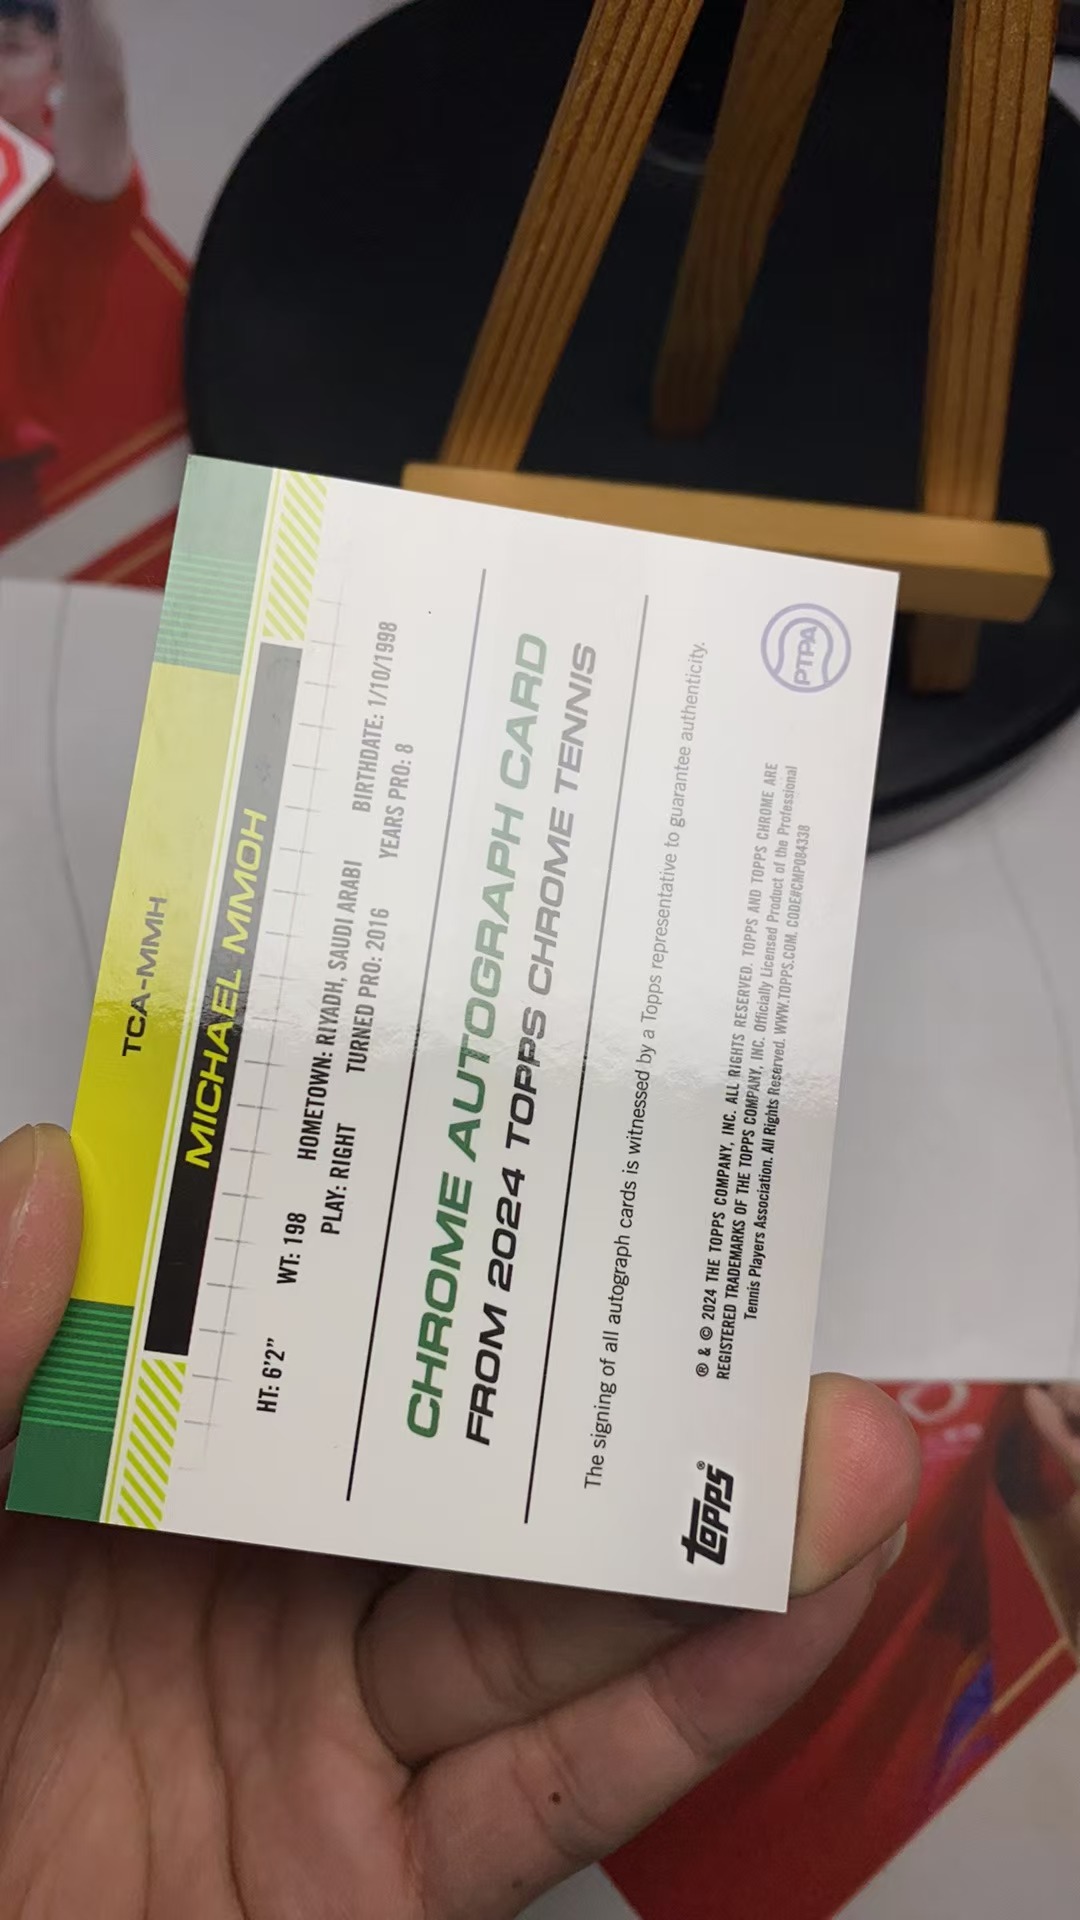 TCA-MMH
MICHAEL MMOH
HT: 6'2" WT: 198 HOMETOWN: RIYADH, SAUDI ARABI BIRTHDATE: 1/10/1998
PLAY: RIGHT TURNED PRO: 2016 YEARS PRO: 8
CHROME AUTOGRAPH CARD
FROM 2024 TOPPS CHROME TENNIS
The signing of all autograph cards is witnessed by a Topps representative to guarantee authenticity.
topps®
® & © 2024 THE TOPPS COMPANY, INC. ALL RIGHTS RESERVED. TOPPS AND TOPPS CHROME ARE
REGISTERED TRADEMARKS OF THE TOPPS COMPANY, INC. Officially Licensed Product of the Professional
Tennis Players Association. All Rights Reserved. WWW.TOPPS.COM. CODE#CMP084338
PTPA